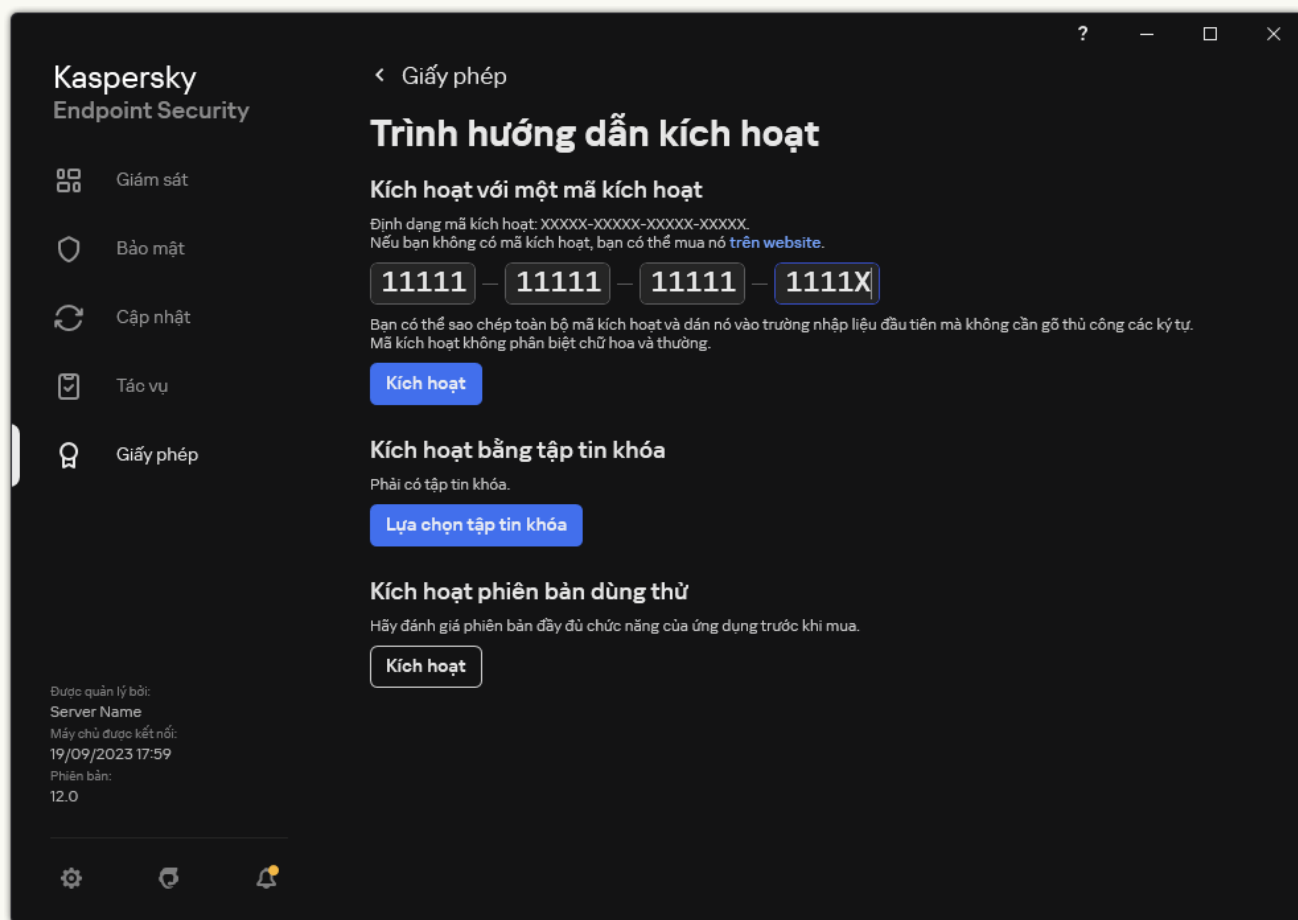 ?
Kaspersky
Endpoint Security
Giám sát
Bảo mật
Cập nhật
Tác vụ
Giấy phép
Được quản lý bởi:
Server Name
Máy chủ được kết nối:
19/09/2023 17:59
Phiên bản:
12.0
Giấy phép
Trình hướng dẫn kích hoạt
Kích hoạt với một mã kích hoạt
Định dạng mã kích hoạt: XXXXX-XXXXX-XXXXX-XXXXX.
Nếu bạn không có mã kích hoạt, bạn có thể mua nó trên website.
11111 – 11111 – 11111 – 1111X
Bạn có thể sao chép toàn bộ mã kích hoạt và dán nó vào trường nhập liệu đầu tiên mà không cần gõ thủ công các ký tự.
Mã kích hoạt không phân biệt chữ hoa và thường.
Kích hoạt
Kích hoạt bằng tập tin khóa
Phải có tập tin khóa.
Lựa chọn tập tin khóa
Kích hoạt phiên bản dùng thử
Hãy đánh giá phiên bản đầy đủ chức năng của ứng dụng trước khi mua.
Kích hoạt